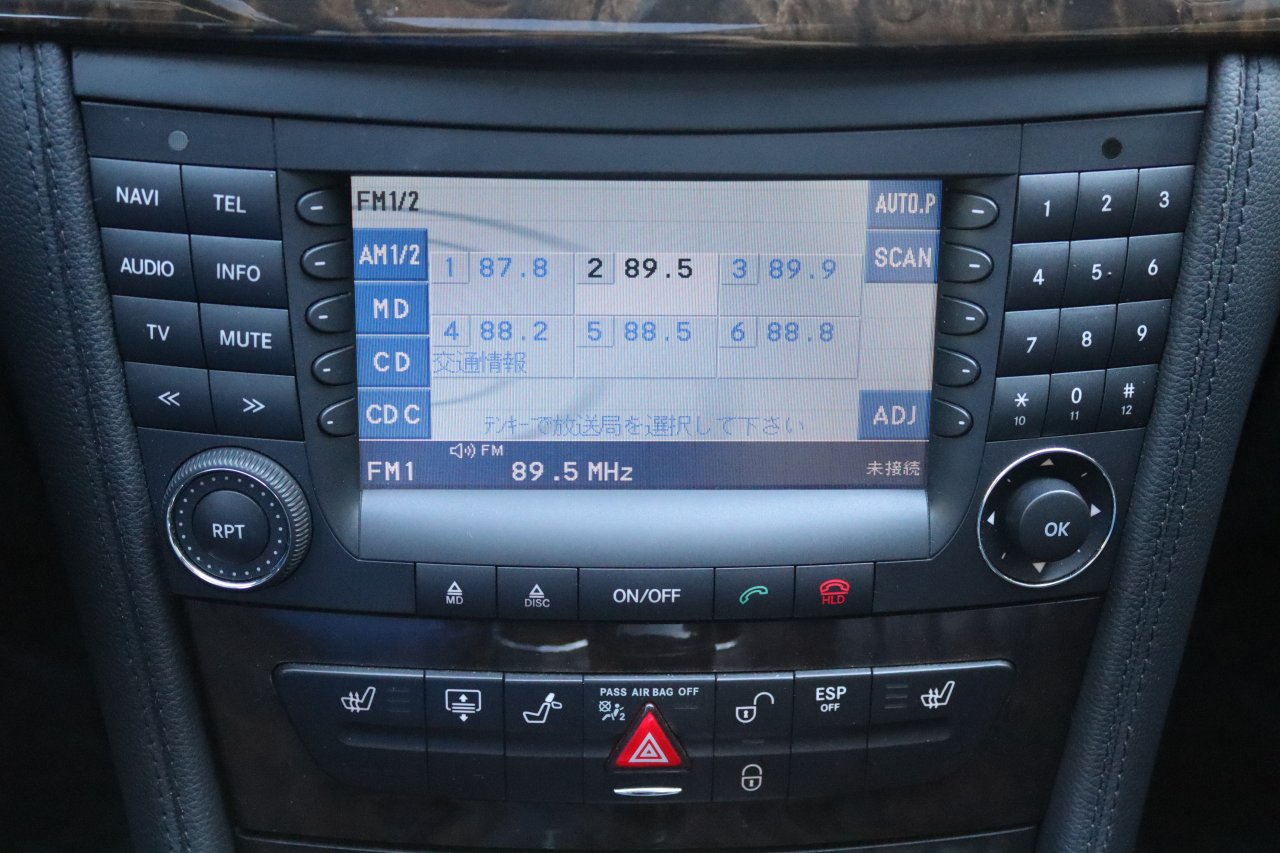 NAVI TEL
AUDIO INFO
TV MUTE
RPT
FM1/2
AUTO.P
AM1/2
SCAN
MD
CD
CDC
ADJ
1 87.8 2 89.5 3 89.9
4 88.2 5 88.5 6 88.8
交通情報
テンキーで放送局を選択して下さい
FM
FM1 89.5 MHz 未接続
1 2 3
4 5 6
7 8 9
* 0 #
10 11 12
OK
MD DISC ON/OFF HLD
PASS AIR BAG OFF
2
ESP
OFF